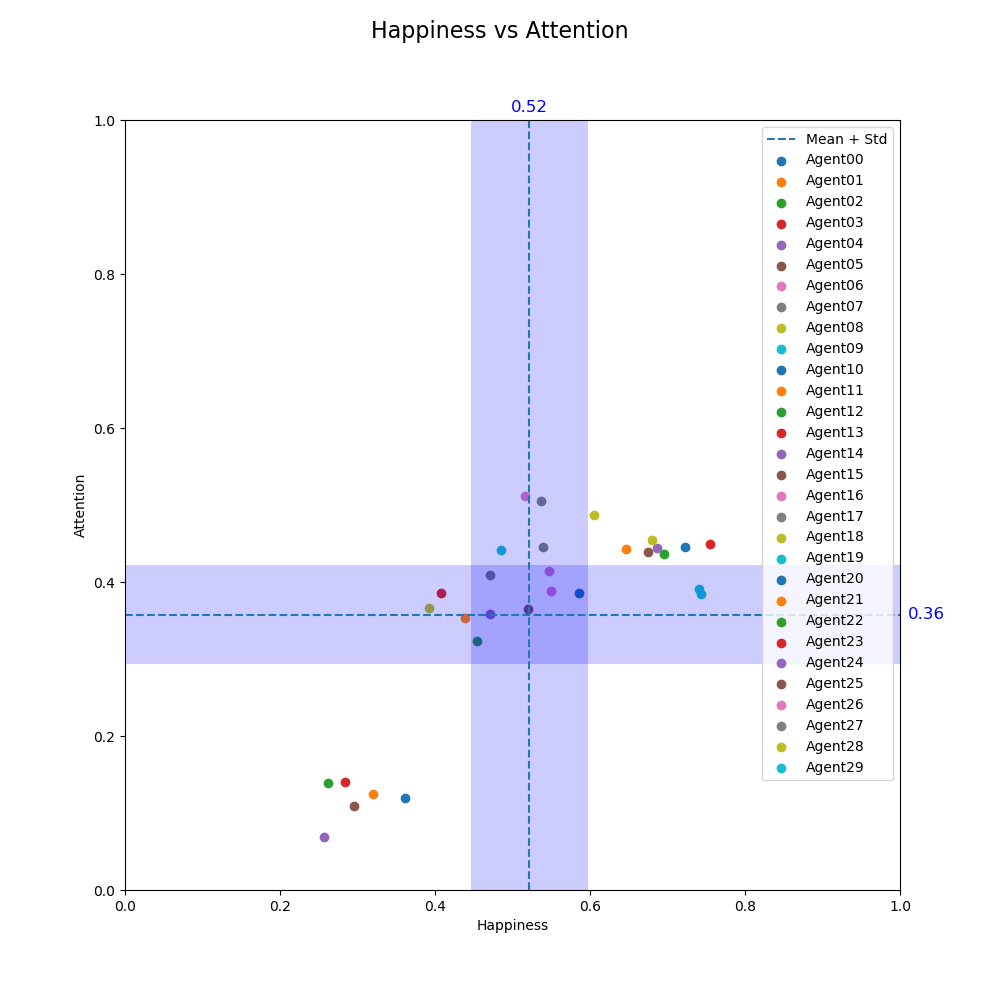 Happiness vs Attention
0.52
1.0
0.8
0.6
0.4
0.2
0.0
Attention
0.0 0.2 0.4 0.6 0.8 1.0
Happiness
0.36
Mean + Std
Agent00
Agent01
Agent02
Agent03
Agent04
Agent05
Agent06
Agent07
Agent08
Agent09
Agent10
Agent11
Agent12
Agent13
Agent14
Agent15
Agent16
Agent17
Agent18
Agent19
Agent20
Agent21
Agent22
Agent23
Agent24
Agent25
Agent26
Agent27
Agent28
Agent29